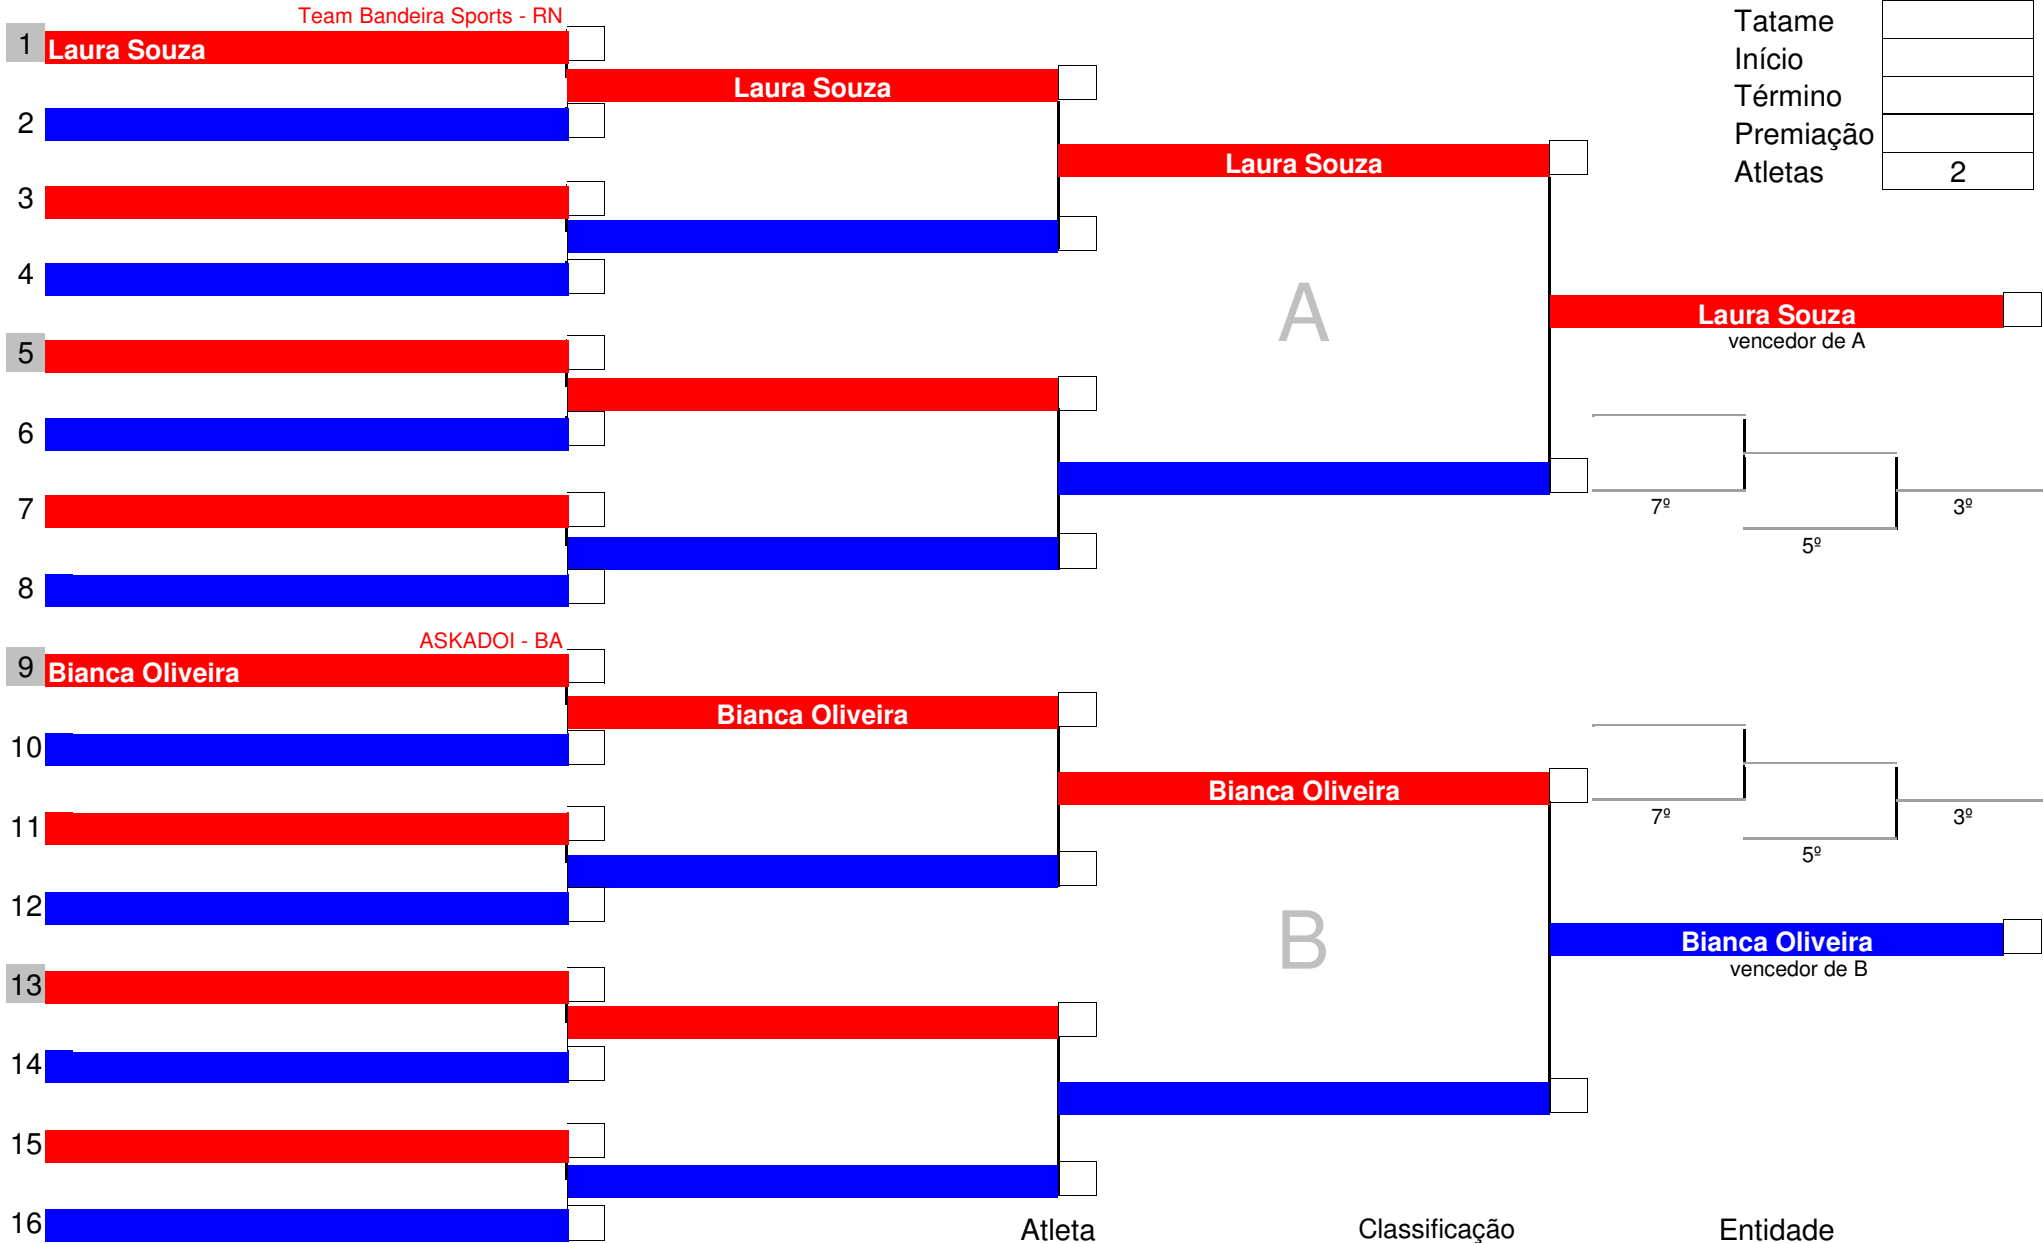 Team Bandeira Sports - RN
1 Laura Souza
Laura Souza
2
Laura Souza
3
4
A
Laura Souza
vencedor de A
5
6
7
8
7º
5º
3º
Tatame
Início
Término
Premiação
Atletas 2
ASKADOI - BA
9 Bianca Oliveira
Bianca Oliveira
10
Bianca Oliveira
11
12
7º
5º
3º
B
Bianca Oliveira
vencedor de B
13
14
15
16
Atleta Classificação Entidade